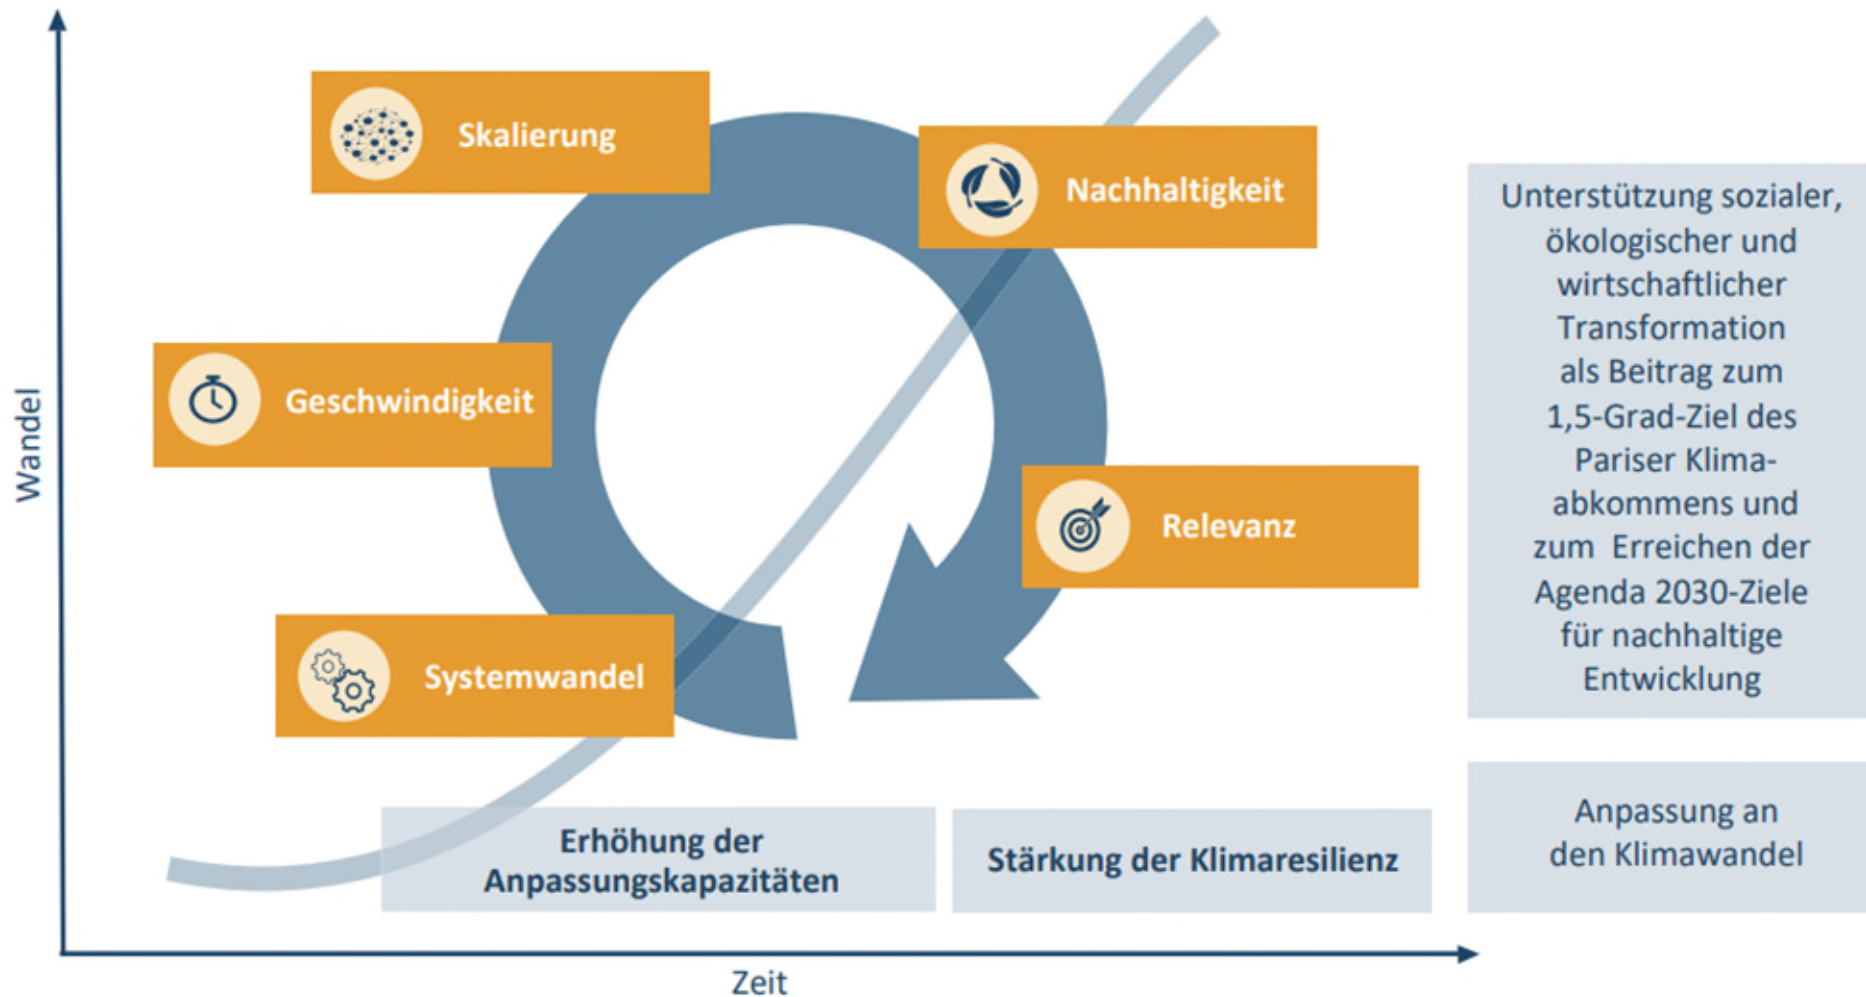 Wandel
Skalierung
Nachhaltigkeit
Geschwindigkeit
Relevanz
Systemwandel
Erhöhung der
Anpassungskapazitäten
Stärkung der Klimaresilienz
Zeit
Unterstützung sozialer,
ökologischer und
wirtschaftlicher
Transformation
als Beitrag zum
1,5-Grad-Ziel des
Pariser Klima-
abkommens und
zum Erreichen der
Agenda 2030-Ziele
für nachhaltige
Entwicklung
Anpassung an
den Klimawandel